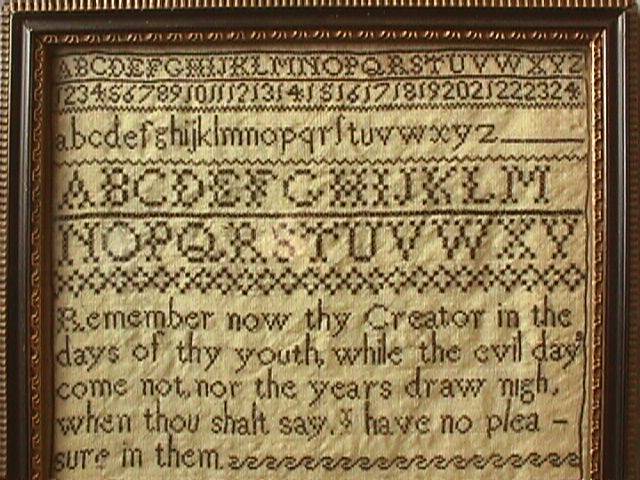 ABCDEFGHIJKLMNOPQRSTUVWXYZ
123456789101112131415161718192021222324
abcdefghijklmnopqrſtuvwxyz
ABCDEFGHIJKLM
NOPQRSTUVWXY
Remember now thy Creator in the
days of thy youth, while the evil days
come not, nor the years draw nigh,
when thou shalt say, I have no plea-
sure in them.